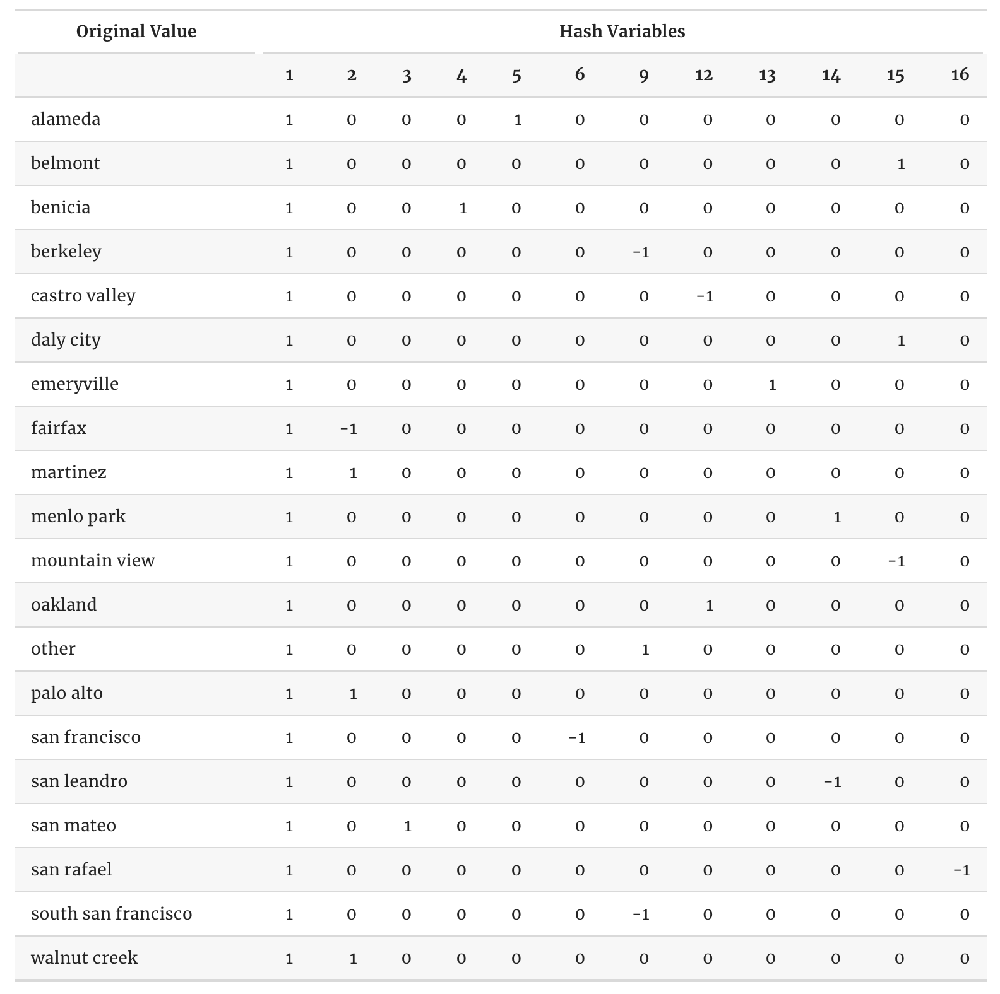 Original Value Hash Variables
1 2 3 4 5 6 9 12 13 14 15 16
alameda 1 0 0 0 1 0 0 0 0 0 0 0
belmont 1 0 0 0 0 0 0 0 0 0 1 0
benicia 1 0 0 1 0 0 0 0 0 0 0 0
berkeley 1 0 0 0 0 0 −1 0 0 0 0 0
castro valley 1 0 0 0 0 0 0 −1 0 0 0 0
daly city 1 0 0 0 0 0 0 0 0 0 1 0
emeryville 1 0 0 0 0 0 0 0 1 0 0 0
fairfax 1 −1 0 0 0 0 0 0 0 0 0 0
martinez 1 1 0 0 0 0 0 0 0 0 0 0
menlo park 1 0 0 0 0 0 0 0 0 1 0 0
mountain view 1 0 0 0 0 0 0 0 0 0 −1 0
oakland 1 0 0 0 0 0 0 1 0 0 0 0
other 1 0 0 0 0 0 1 0 0 0 0 0
palo alto 1 1 0 0 0 0 0 0 0 0 0 0
san francisco 1 0 0 0 0 −1 0 0 0 0 0 0
san leandro 1 0 0 0 0 0 0 0 0 −1 0 0
san mateo 1 0 1 0 0 0 0 0 0 0 0 0
san rafael 1 0 0 0 0 0 0 0 0 0 0 −1
south san francisco 1 0 0 0 0 0 −1 0 0 0 0 0
walnut creek 1 1 0 0 0 0 0 0 0 0 0 0